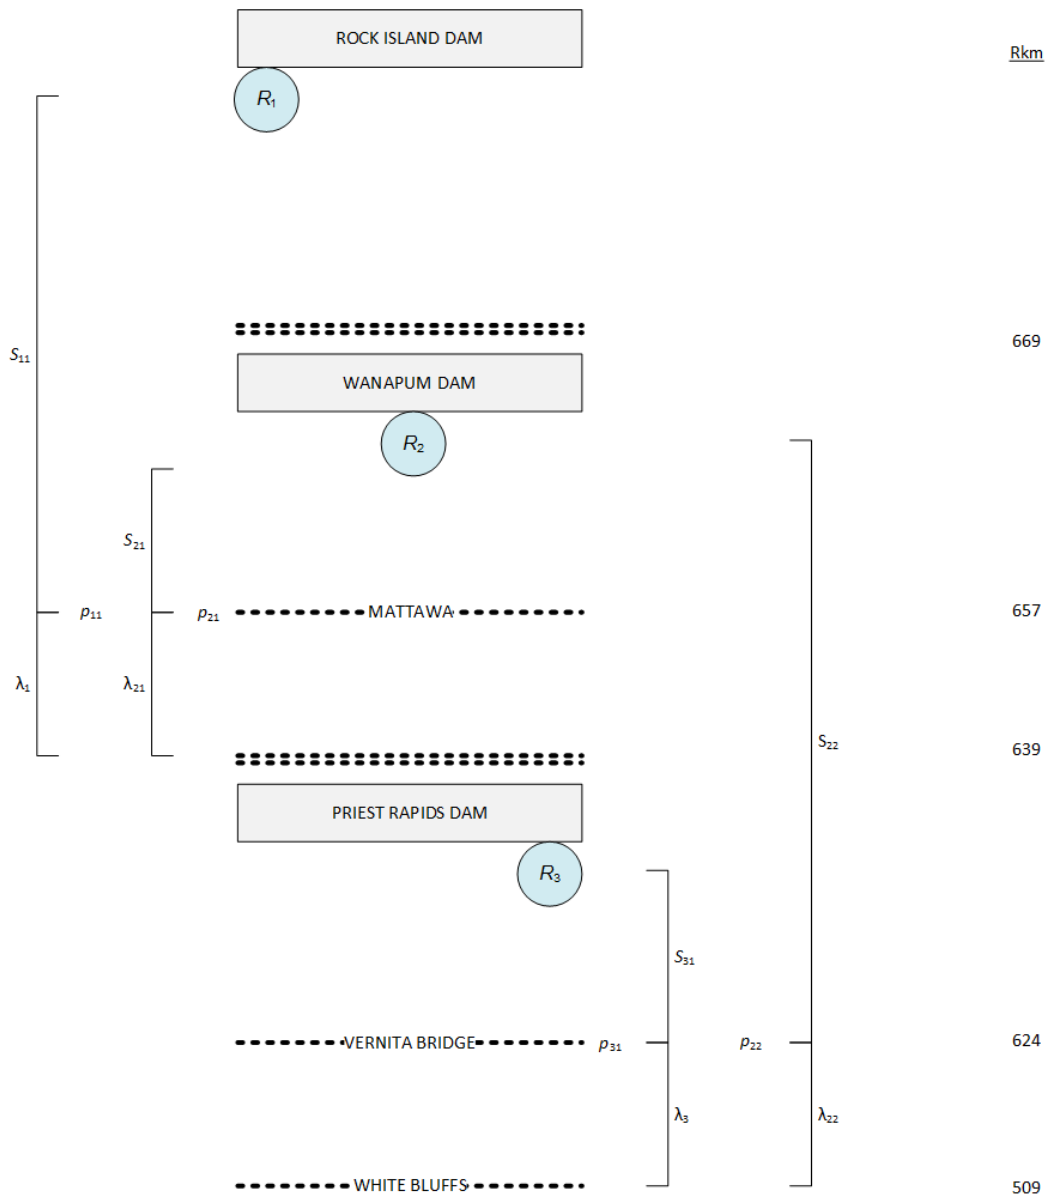 ROCK ISLAND DAM
Rkm
R₁
S₁₁
669
WANAPUM DAM
R₂
S₂₁
p₁₁
p₂₁
MATTAWA
657
λ₁
λ₂₁
S₂₂
639
PRIEST RAPIDS DAM
R₃
S₃₁
VERNITA BRIDGE
p₃₁
p₂₂
624
λ₃
λ₂₂
WHITE BLUFFS
509